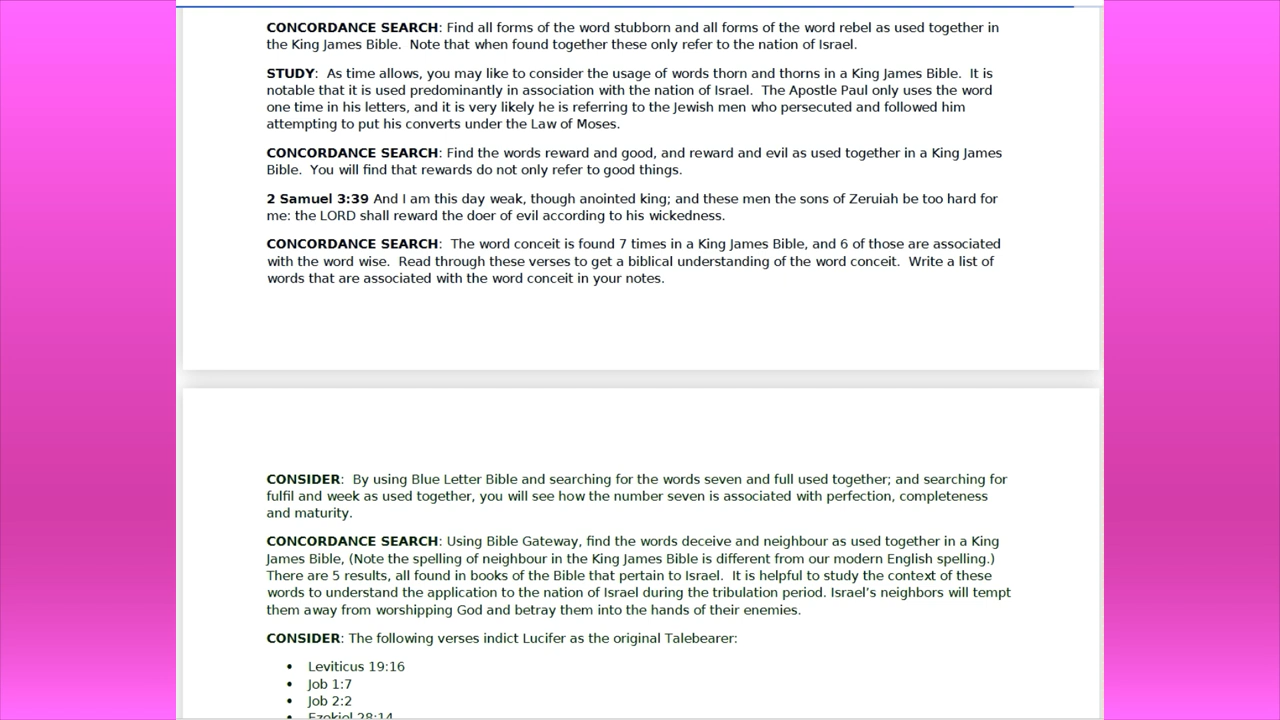 CONCORDANCE SEARCH: Find all forms of the word stubborn and all forms of the word rebel as used together in
the King James Bible.  Note that when found together these only refer to the nation of Israel.
STUDY:  As time allows, you may like to consider the usage of words thorn and thorns in a King James Bible.  It is
notable that it is used predominantly in association with the nation of Israel.  The Apostle Paul only uses the word
one time in his letters, and it is very likely he is referring to the Jewish men who persecuted and followed him
attempting to put his converts under the Law of Moses.
CONCORDANCE SEARCH: Find the words reward and good, and reward and evil as used together in a King James
Bible.  You will find that rewards do not only refer to good things.
2 Samuel 3:39 And I am this day weak, though anointed king; and these men the sons of Zeruiah be too hard for
me: the LORD shall reward the doer of evil according to his wickedness.
CONCORDANCE SEARCH:  The word conceit is found 7 times in a King James Bible, and 6 of those are associated
with the word wise.  Read through these verses to get a biblical understanding of the word conceit.  Write a list of
words that are associated with the word conceit in your notes.
CONSIDER:  By using Blue Letter Bible and searching for the words seven and full used together; and searching for
fulfil and week as used together, you will see how the number seven is associated with perfection, completeness
and maturity.
CONCORDANCE SEARCH: Using Bible Gateway, find the words deceive and neighbour as used together in a King
James Bible, (Note the spelling of neighbour in the King James Bible is different from our modern English spelling.)
There are 5 results, all found in books of the Bible that pertain to Israel.  It is helpful to study the context of these
words to understand the application to the nation of Israel during the tribulation period. Israel’s neighbors will tempt
them away from worshipping God and betray them into the hands of their enemies.
CONSIDER: The following verses indict Lucifer as the original Talebearer:
• Leviticus 19:16
• Job 1:7
• Job 2:2
• Ezekiel 28:14